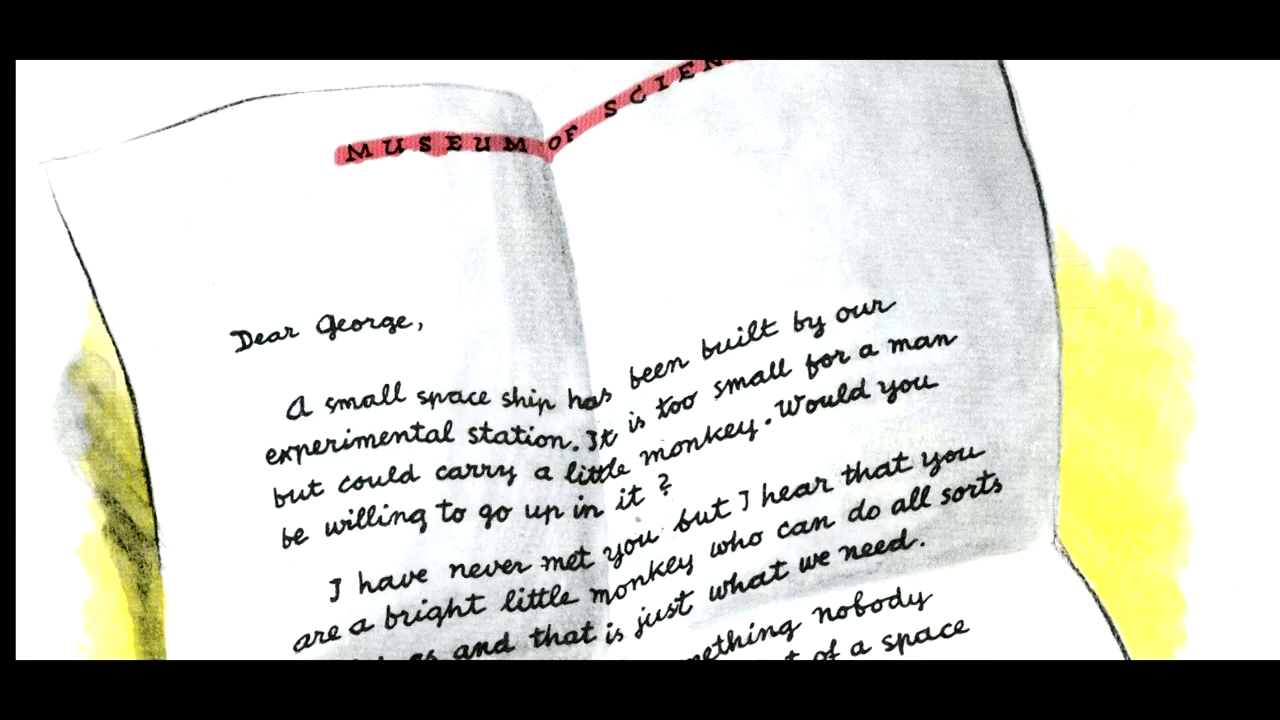 MUSEUM OF SCIEN
Dear George,
A small space ship has been built by our
experimental station. It is too small for a man
but could carry a little monkey. Would you
be willing to go up in it?
I have never met you but I hear that you
are a bright little monkey who can do all sorts
and that is just what we need.
nobody
of a space